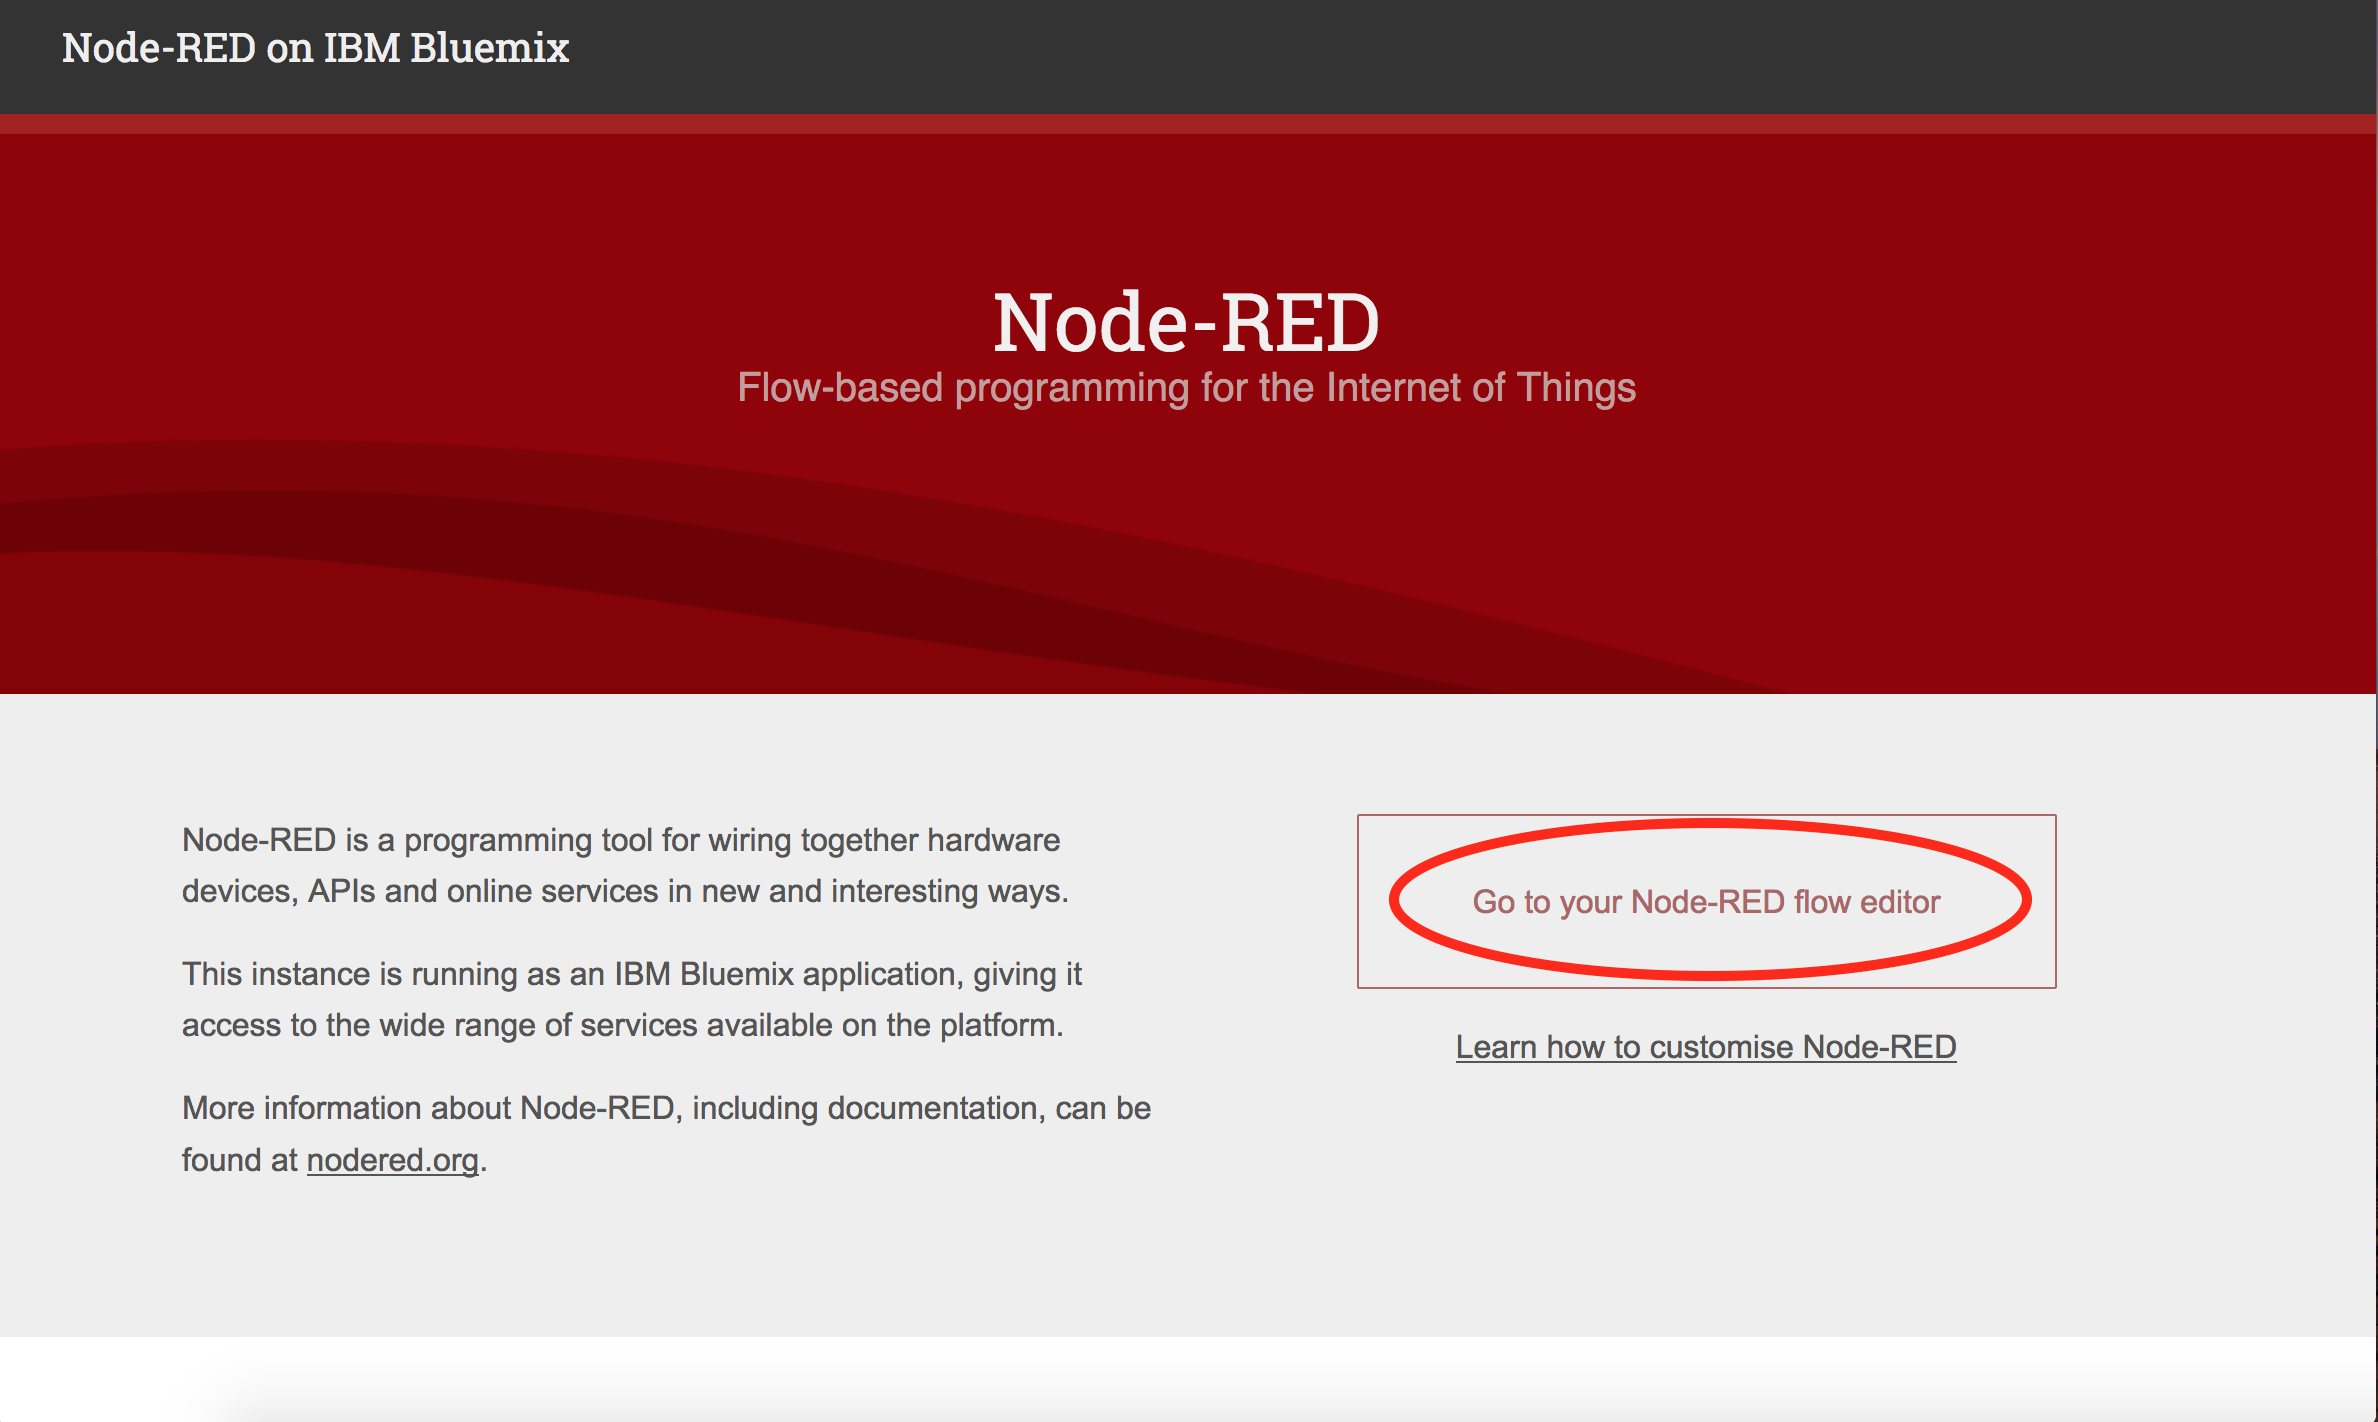 Node-RED on IBM Bluemix
Node-RED
Flow-based programming for the Internet of Things
Node-RED is a programming tool for wiring together hardware
devices, APIs and online services in new and interesting ways.
This instance is running as an IBM Bluemix application, giving it
access to the wide range of services available on the platform.
More information about Node-RED, including documentation, can be
found at nodered.org.
Go to your Node-RED flow editor
Learn how to customise Node-RED